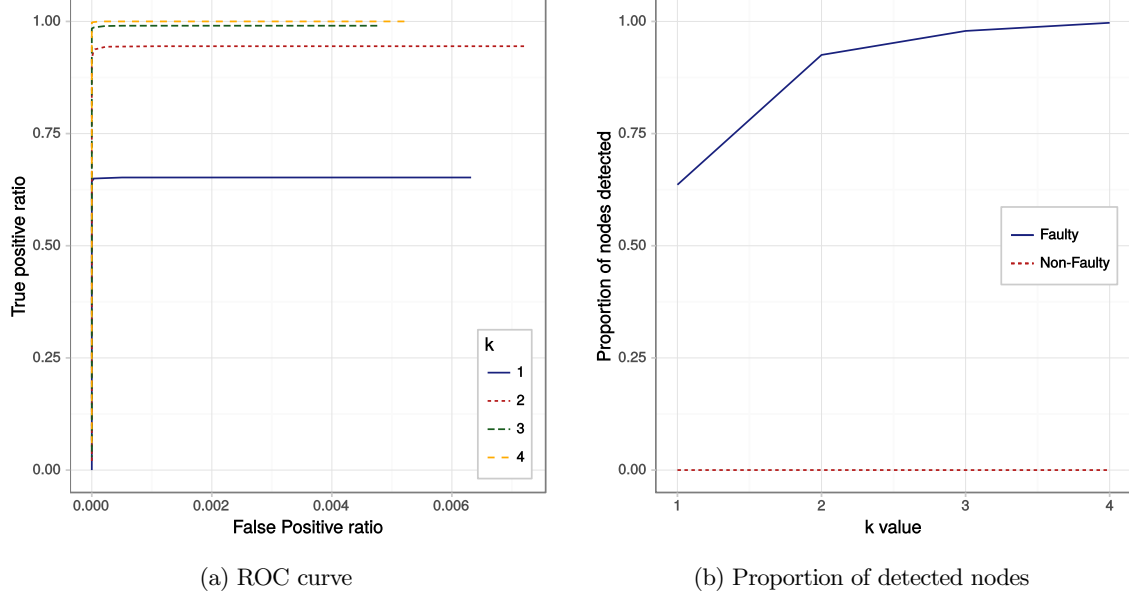 1.00
0.75
0.50
0.25
0.00
True positive ratio
0.000
0.002
0.004
0.006
False Positive ratio
k
1
2
3
4
(a) ROC curve
1.00
0.75
0.50
0.25
0.00
Proportion of nodes detected
1
2
3
4
k value
Faulty
Non-Faulty
(b) Proportion of detected nodes